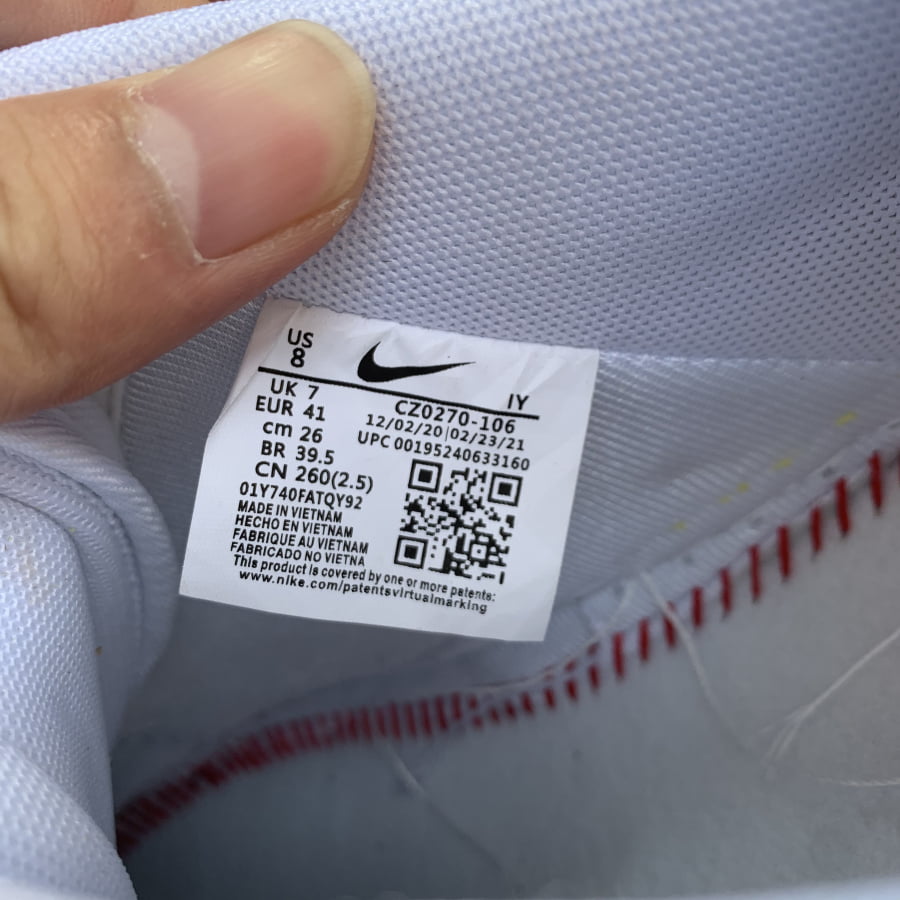 US
8
IY
UK 7
CZ0270-106
EUR 41
12/02/20|02/23/21
cm 26
UPC 00195240633160
BR 39.5
CN 260(2.5)
01Y740FATQY92
MADE IN VIETNAM
HECHO EN VIETNAM
FABRIQUE AU VIETNAM
FABRICADO NO VIETNA
This product is covered by one or more patents:
www.nike.com/patentsvirtualmarking